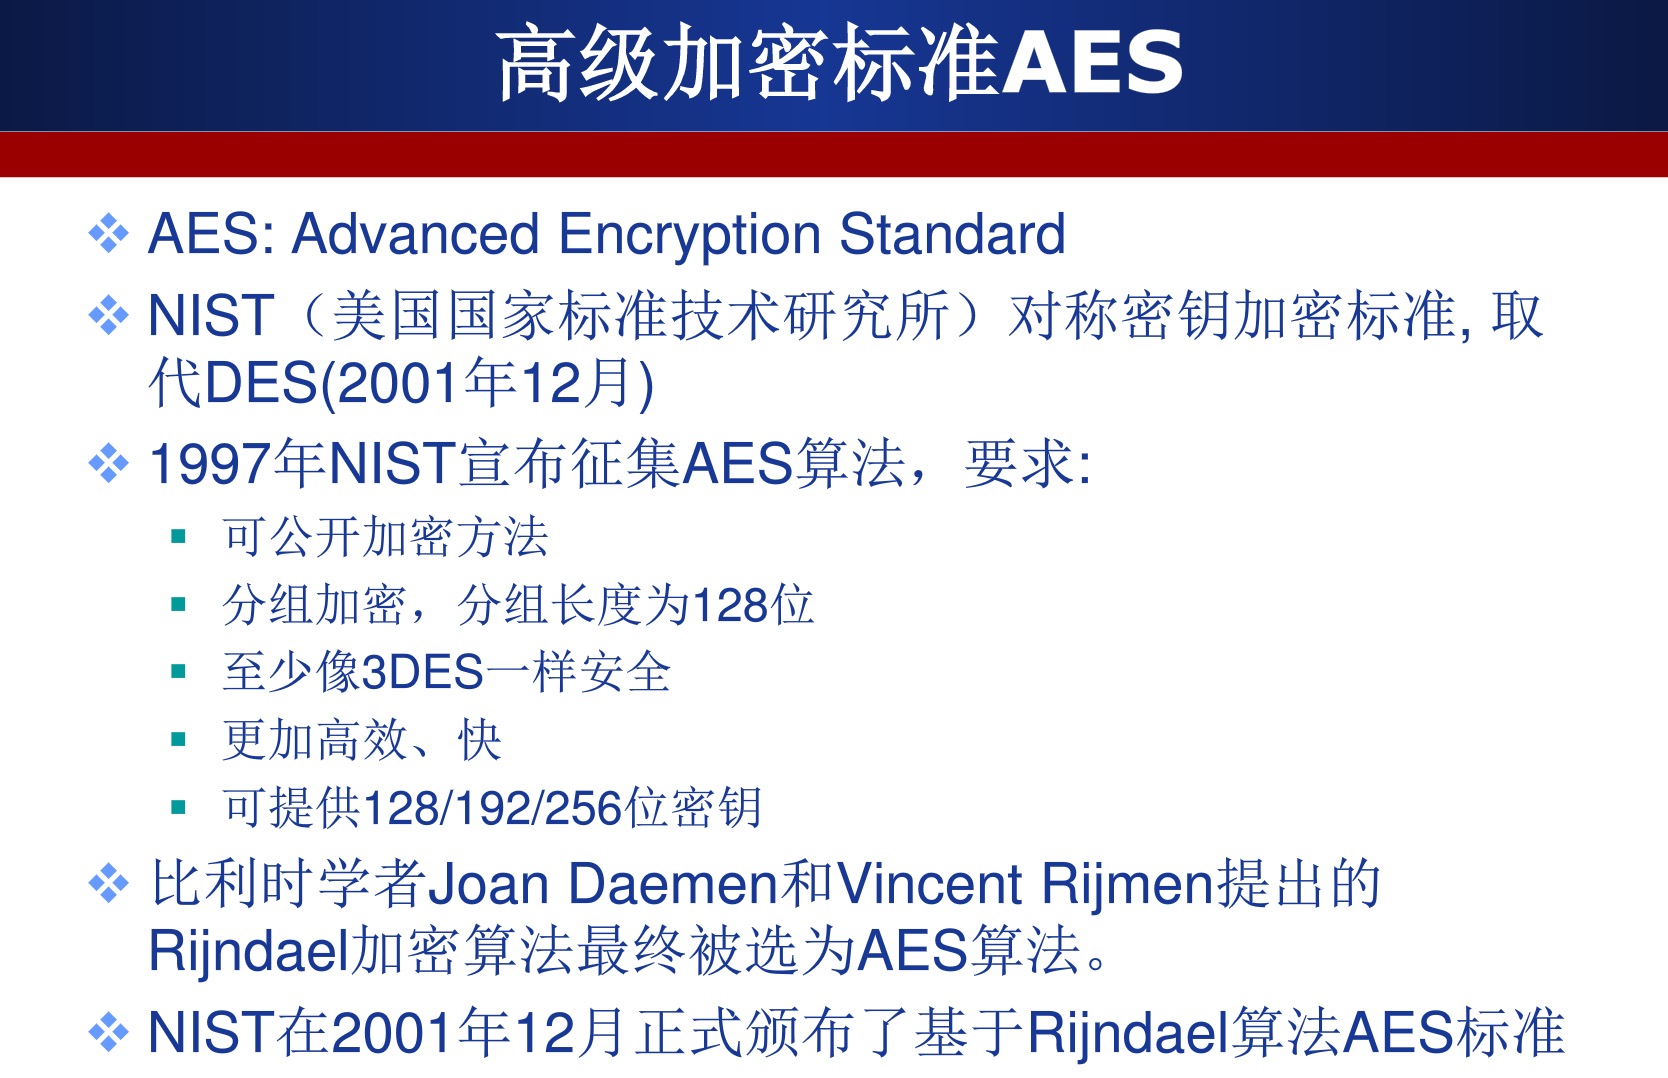 高级加密标准AES
AES: Advanced Encryption Standard
NIST（美国国家标准技术研究所）对称密钥加密标准, 取
代DES(2001年12月)
1997年NIST宣布征集AES算法，要求:
可公开加密方法
分组加密，分组长度为128位
至少像3DES一样安全
更加高效、快
可提供128/192/256位密钥
比利时学者Joan Daemen和Vincent Rijmen提出的
Rijndael加密算法最终被选为AES算法。
NIST在2001年12月正式颁布了基于Rijndael算法AES标准